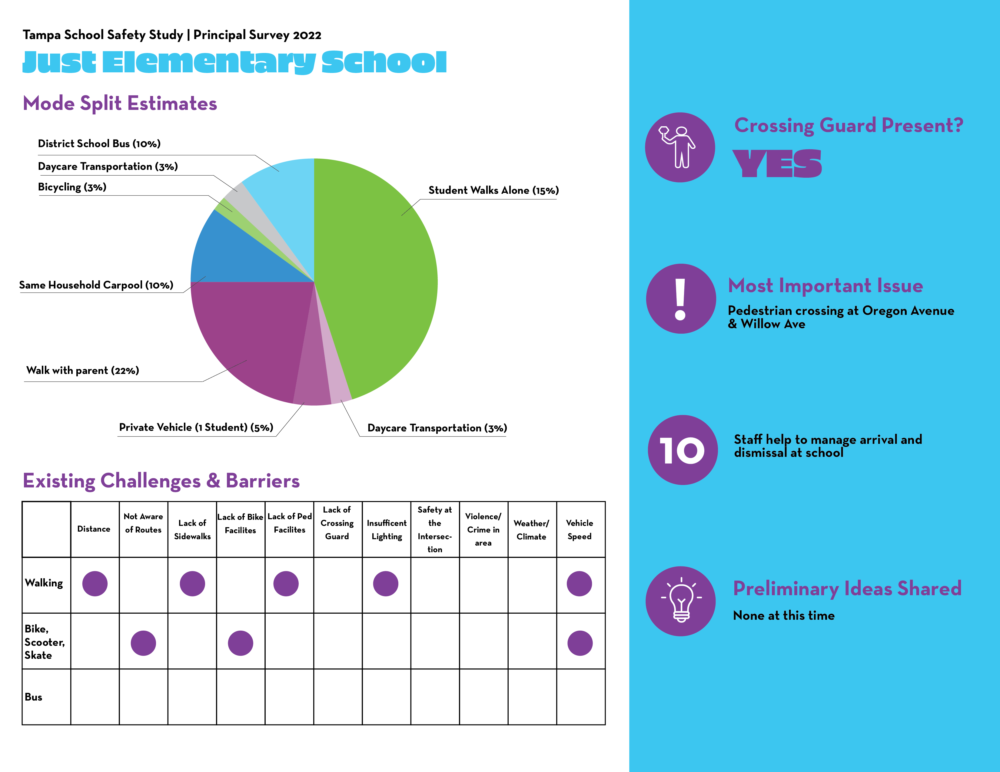 Tampa School Safety Study | Principal Survey 2022
Just Elementary School
Mode Split Estimates
District School Bus (10%)
Daycare Transportation (3%)
Bicycling (3%)
Student Walks Alone (15%)
Same Household Carpool (10%)
Walk with parent (22%)
Private Vehicle (1 Student) (5%)
Daycare Transportation (3%)
Existing Challenges & Barriers
Distance
Not Aware
of Routes
Lack of
Sidewalks
Lack of Bike
Facilites
Lack of Ped
Facilites
Lack of
Crossing
Guard
Insufficent
Lighting
Safety at
the
Intersec-
tion
Violence/
Crime in
area
Weather/
Climate
Vehicle
Speed
Walking
Bike,
Scooter,
Skate
Bus
Crossing Guard Present?
YES
!
Most Important Issue
Pedestrian crossing at Oregon Avenue
& Willow Ave
10
Staff help to manage arrival and
dismissal at school
Preliminary Ideas Shared
None at this time